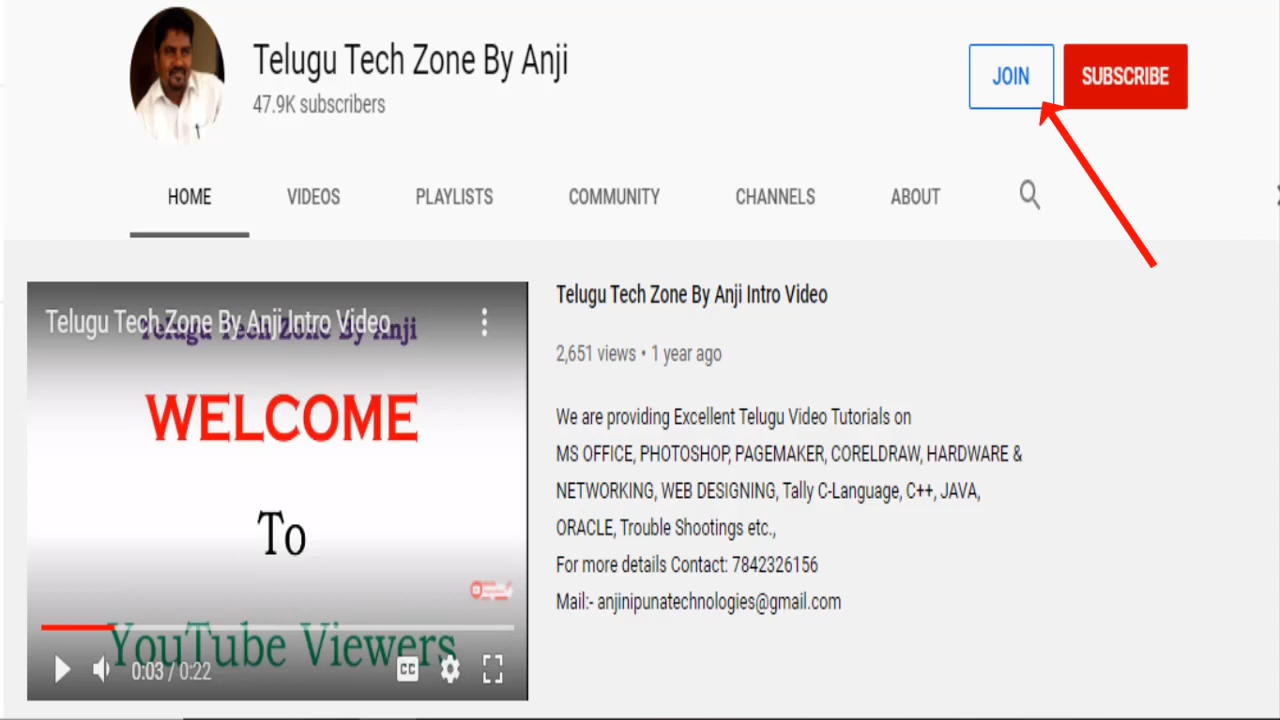 Telugu Tech Zone By Anji
47.9K subscribers
JOIN
SUBSCRIBE
HOME VIDEOS PLAYLISTS COMMUNITY CHANNELS ABOUT
Telugu Tech Zone By Anji Intro Video
Telugu Tech Zone By Anji
WELCOME
To
YouTube Viewers
0:03 / 0:22
CC
Telugu Tech Zone By Anji Intro Video
2,651 views • 1 year ago
We are providing Excellent Telugu Video Tutorials on
MS OFFICE, PHOTOSHOP, PAGEMAKER, CORELDRAW, HARDWARE &
NETWORKING, WEB DESIGNING, Tally C-Language, C++, JAVA,
ORACLE, Trouble Shootings etc.,
For more details Contact: 7842326156
Mail:- anjinipunatechnologies@gmail.com